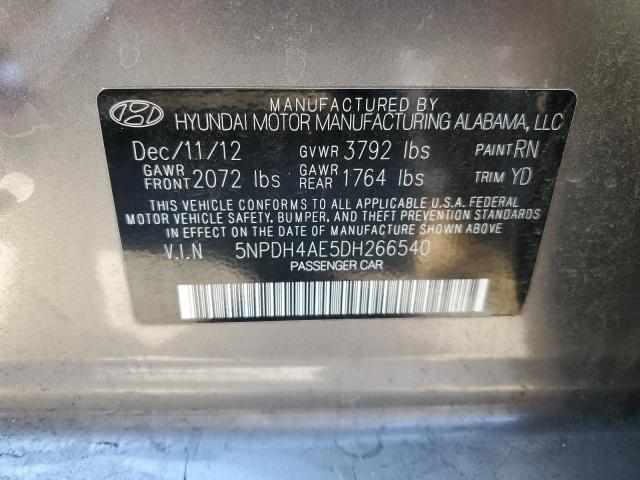 MANUFACTURED BY
HYUNDAI MOTOR MANUFACTURING ALABAMA, LLC
Dec/11/12 GVWR 3792 lbs PAINT RN
GAWR FRONT 2072 lbs GAWR REAR 1764 lbs TRIM YD
THIS VEHICLE CONFORMS TO ALL APPLICABLE U.S.A. FEDERAL
MOTOR VEHICLE SAFETY, BUMPER, AND THEFT PREVENTION STANDARDS
IN EFFECT ON THE DATE OF MANUFACTURE SHOWN ABOVE
V.I.N 5NPDH4AE5DH266540
PASSENGER CAR